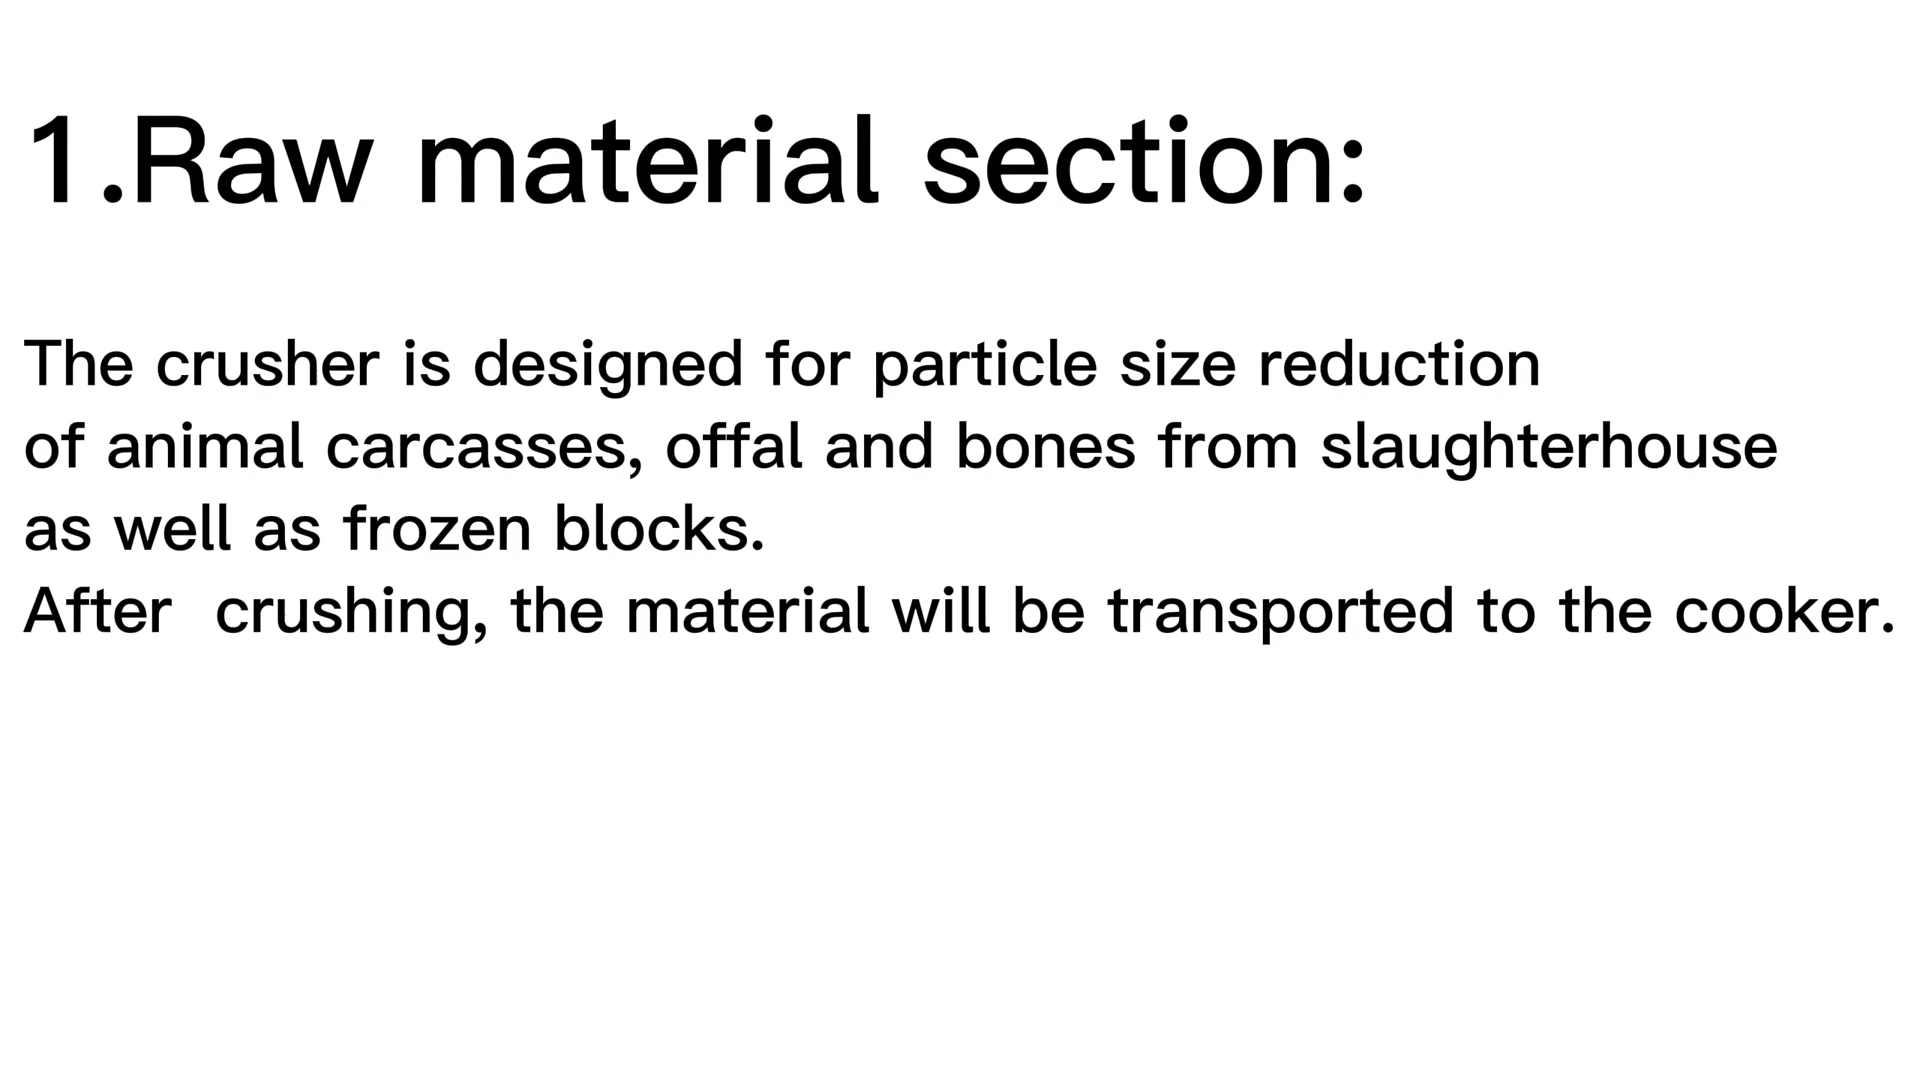 1.Raw material section:
The crusher is designed for particle size reduction
of animal carcasses, offal and bones from slaughterhouse
as well as frozen blocks.
After  crushing, the material will be transported to the cooker.